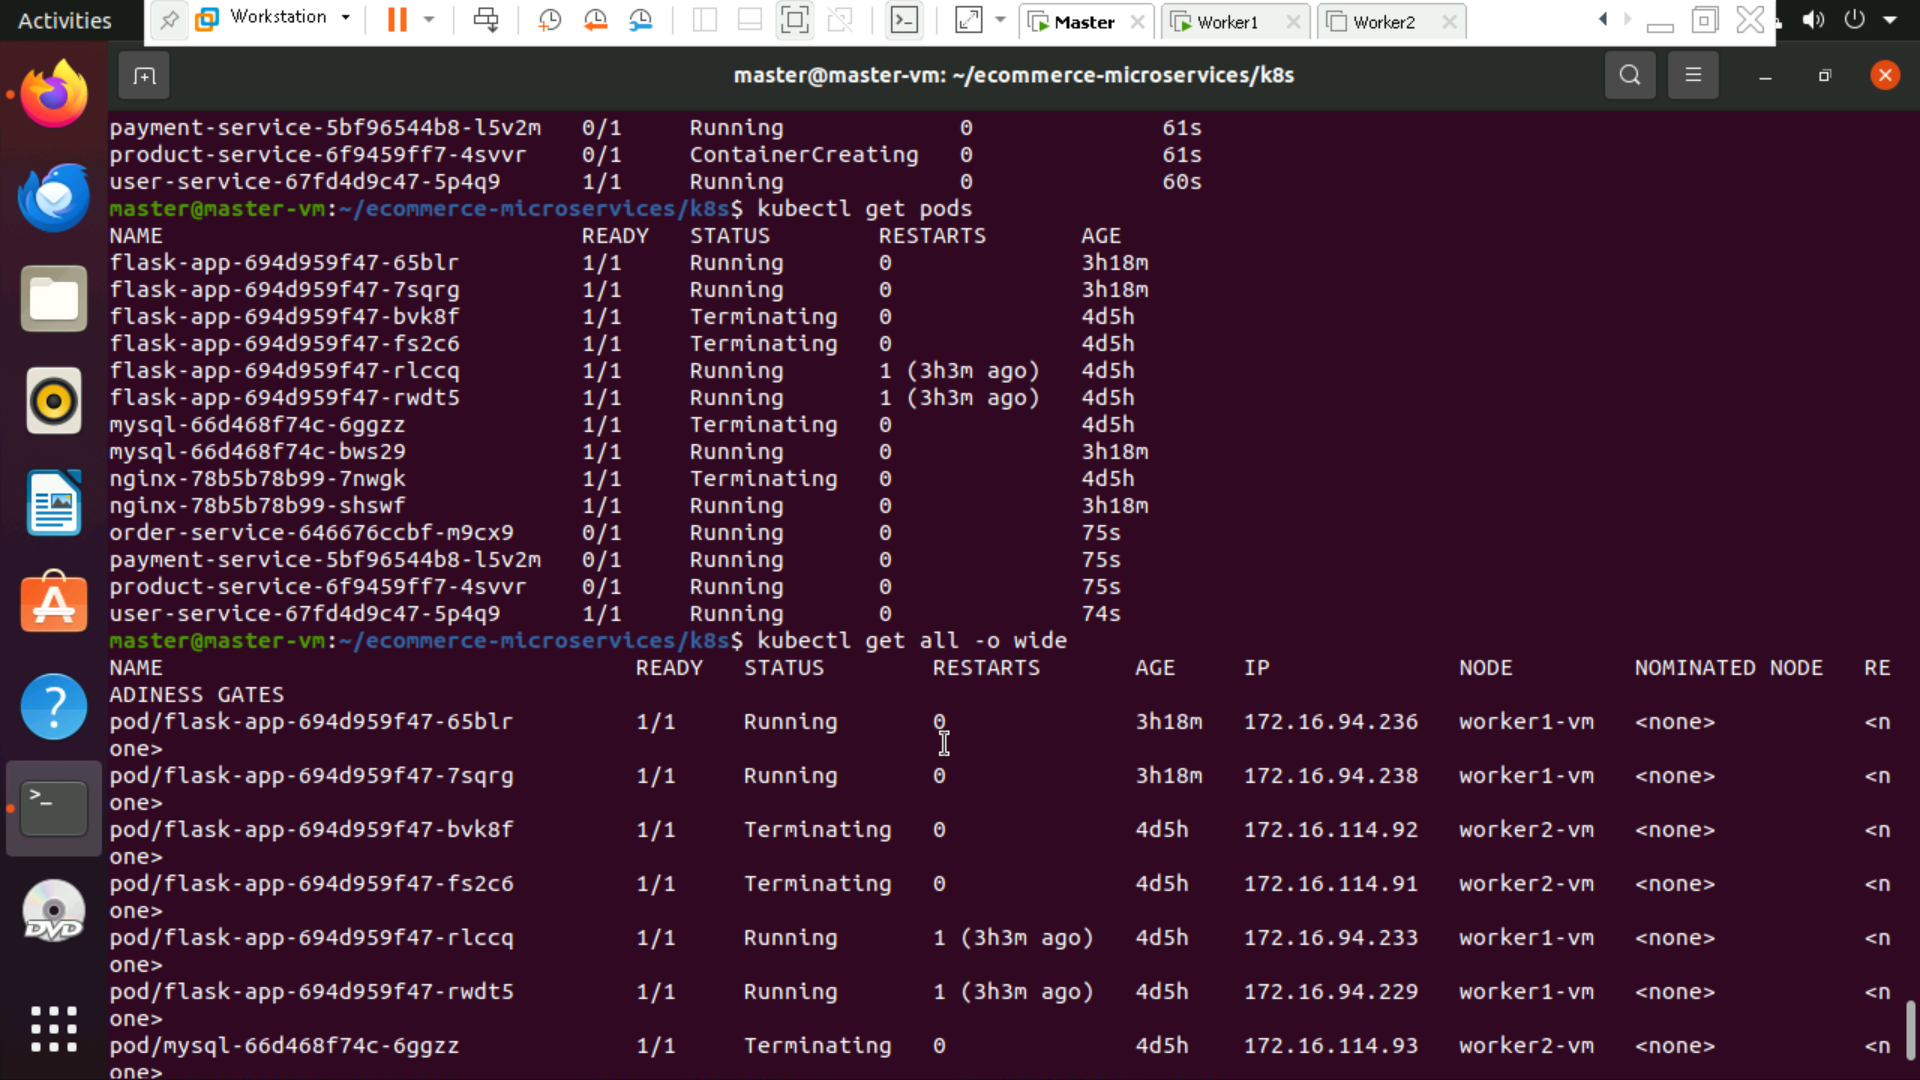 Activities
Workstation
Master
Worker1
Worker2
master@master-vm: ~/ecommerce-microservices/k8s
payment-service-5bf96544b8-l5v2m 0/1 Running 0 61s
product-service-6f9459ff7-4svvr 0/1 ContainerCreating 0 61s
user-service-67fd4d9c47-5p4q9 1/1 Running 0 60s
master@master-vm:~/ecommerce-microservices/k8s$ kubectl get pods
NAME READY STATUS RESTARTS AGE
flask-app-694d959f47-65blr 1/1 Running 0 3h18m
flask-app-694d959f47-7sqrg 1/1 Running 0 3h18m
flask-app-694d959f47-bvk8f 1/1 Terminating 0 4d5h
flask-app-694d959f47-fs2c6 1/1 Terminating 0 4d5h
flask-app-694d959f47-rlccq 1/1 Running 1 (3h3m ago) 4d5h
flask-app-694d959f47-rwdt5 1/1 Running 1 (3h3m ago) 4d5h
mysql-66d468f74c-6ggzz 1/1 Terminating 0 4d5h
mysql-66d468f74c-bws29 1/1 Running 0 3h18m
nginx-78b5b78b99-7nwgk 1/1 Terminating 0 4d5h
nginx-78b5b78b99-shswf 1/1 Running 0 3h18m
order-service-646676ccbf-m9cx9 0/1 Running 0 75s
payment-service-5bf96544b8-l5v2m 0/1 Running 0 75s
product-service-6f9459ff7-4svvr 0/1 Running 0 75s
user-service-67fd4d9c47-5p4q9 1/1 Running 0 74s
master@master-vm:~/ecommerce-microservices/k8s$ kubectl get all -o wide
NAME READY STATUS RESTARTS AGE IP NODE NOMINATED NODE RE
ADINESS GATES
pod/flask-app-694d959f47-65blr 1/1 Running 0 3h18m 172.16.94.236 worker1-vm <none> <n
one>
pod/flask-app-694d959f47-7sqrg 1/1 Running 0 3h18m 172.16.94.238 worker1-vm <none> <n
one>
pod/flask-app-694d959f47-bvk8f 1/1 Terminating 0 4d5h 172.16.114.92 worker2-vm <none> <n
one>
pod/flask-app-694d959f47-fs2c6 1/1 Terminating 0 4d5h 172.16.114.91 worker2-vm <none> <n
one>
pod/flask-app-694d959f47-rlccq 1/1 Running 1 (3h3m ago) 4d5h 172.16.94.233 worker1-vm <none> <n
one>
pod/flask-app-694d959f47-rwdt5 1/1 Running 1 (3h3m ago) 4d5h 172.16.94.229 worker1-vm <none> <n
one>
pod/mysql-66d468f74c-6ggzz 1/1 Terminating 0 4d5h 172.16.114.93 worker2-vm <none> <n
one>
DVD